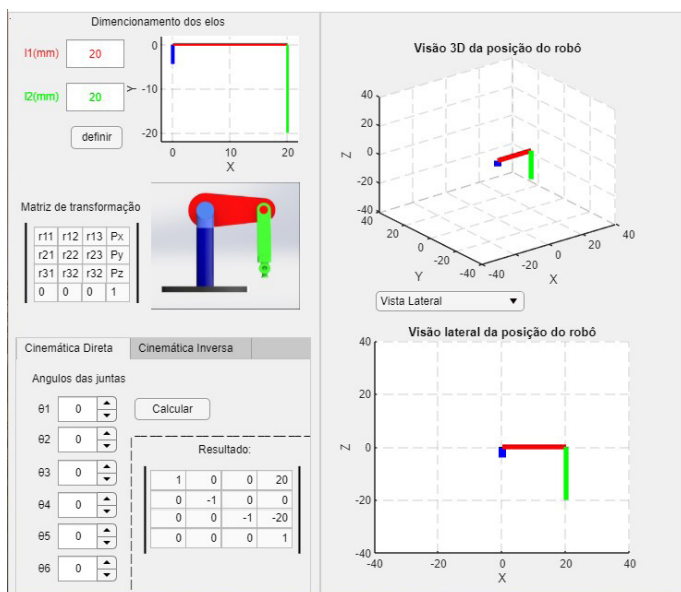 Dimencionamento dos elos
l1(mm) 20
l2(mm) 20
definir
0
-10
-20
Y
0 10 20
X
Matriz de transformação
r11 r12 r13 Px
r21 r22 r23 Py
r31 r32 r32 Pz
0 0 0 1
Cinemática Direta Cinemática Inversa
Angulos das juntas
θ1 0 Calcular
θ2 0
θ3 0
θ4 0
θ5 0
θ6 0
Resultado:
1 0 0 20
0 -1 0 0
0 0 -1 -20
0 0 0 1
Visão 3D da posição do robô
40
20
0
-20
-40
Z
40
20
0
-20
-40
Y
-40
-20
0
20
40
X
Vista Lateral
Visão lateral da posição do robô
40
20
0
-20
-40
Z
-40 -20 0 20 40
X